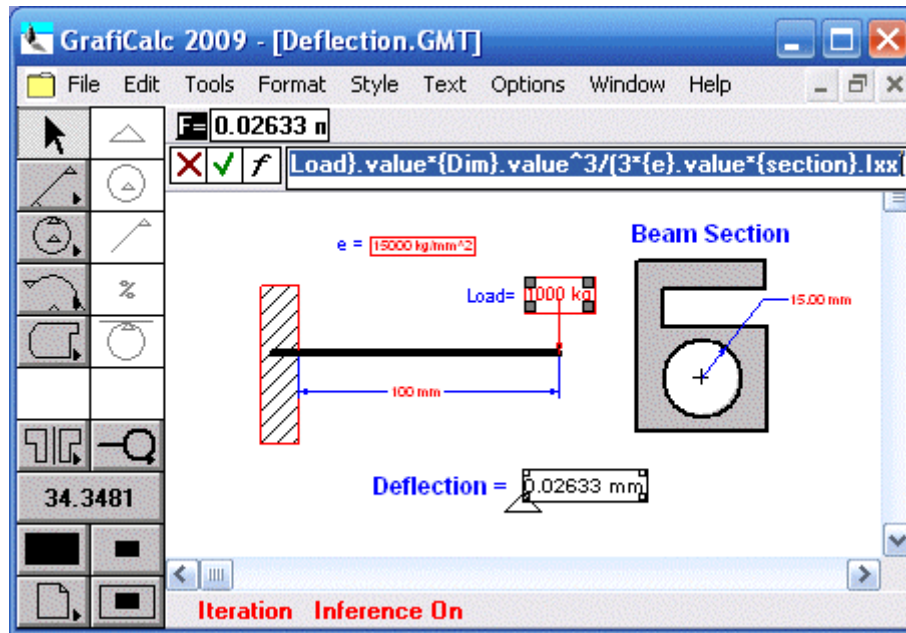 GrafiCalc 2009 - [Deflection.GMT]
File Edit Tools Format Style Text Options Window Help
F= 0.02633 n
f Load}.value*{Dim}.value^3/(3*{e}.value*{section}.Ixx(
e = 15000 kg/mm^2
Beam Section
Load= 1000 kg
15.00 mm
%
100 mm
34.3481
Deflection = 0.02633 mm
Iteration Inference On